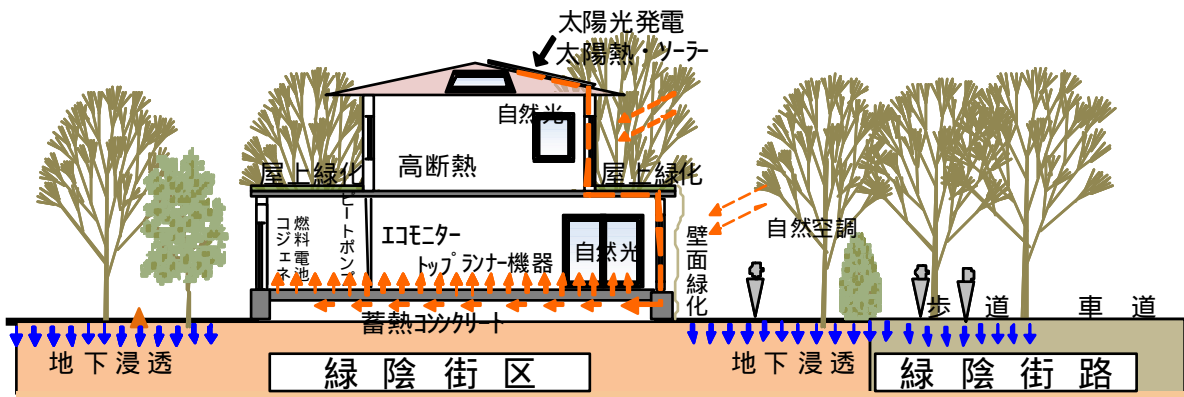 太陽光発電
太陽熱・ソーラー
自然光
高断熱
屋上緑化
屋上緑化
燃料電池
コジェネ
ヒートポンプ
エコモニター
トップランナー機器
自然光
壁面緑化
自然空調
蓄熱コンクリート
歩道
車道
地下浸透
地下浸透
緑陰街区
緑陰街路